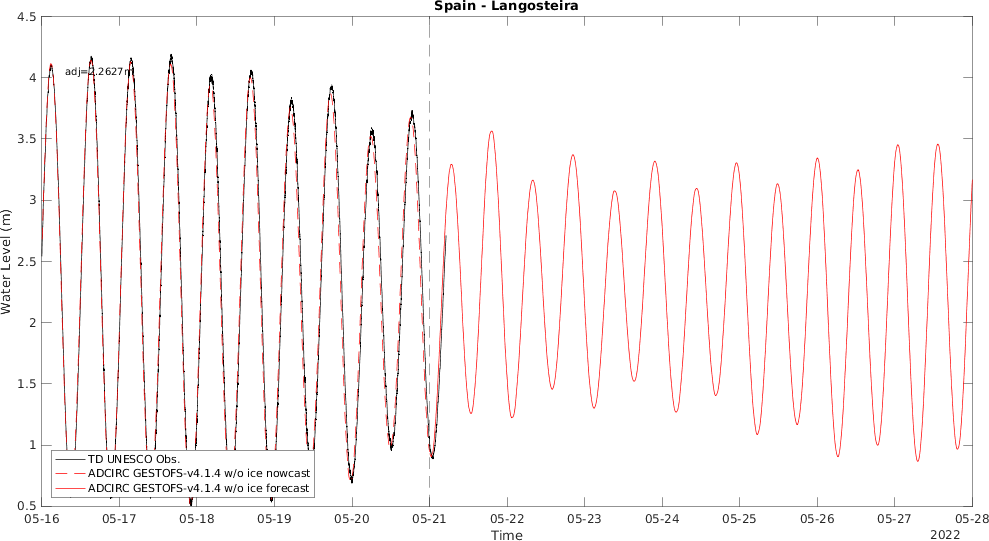 Spain - Langosteira
4.5
4
3.5
3
2.5
2
1.5
1
0.5
Water Level (m)
adj=2.2627m
TD UNESCO Obs.
ADCIRC GESTOFS-v4.1.4 w/o ice nowcast
ADCIRC GESTOFS-v4.1.4 w/o ice forecast
05-16 05-17 05-18 05-19 05-20 05-21 05-22 05-23 05-24 05-25 05-26 05-27 05-28
Time
2022